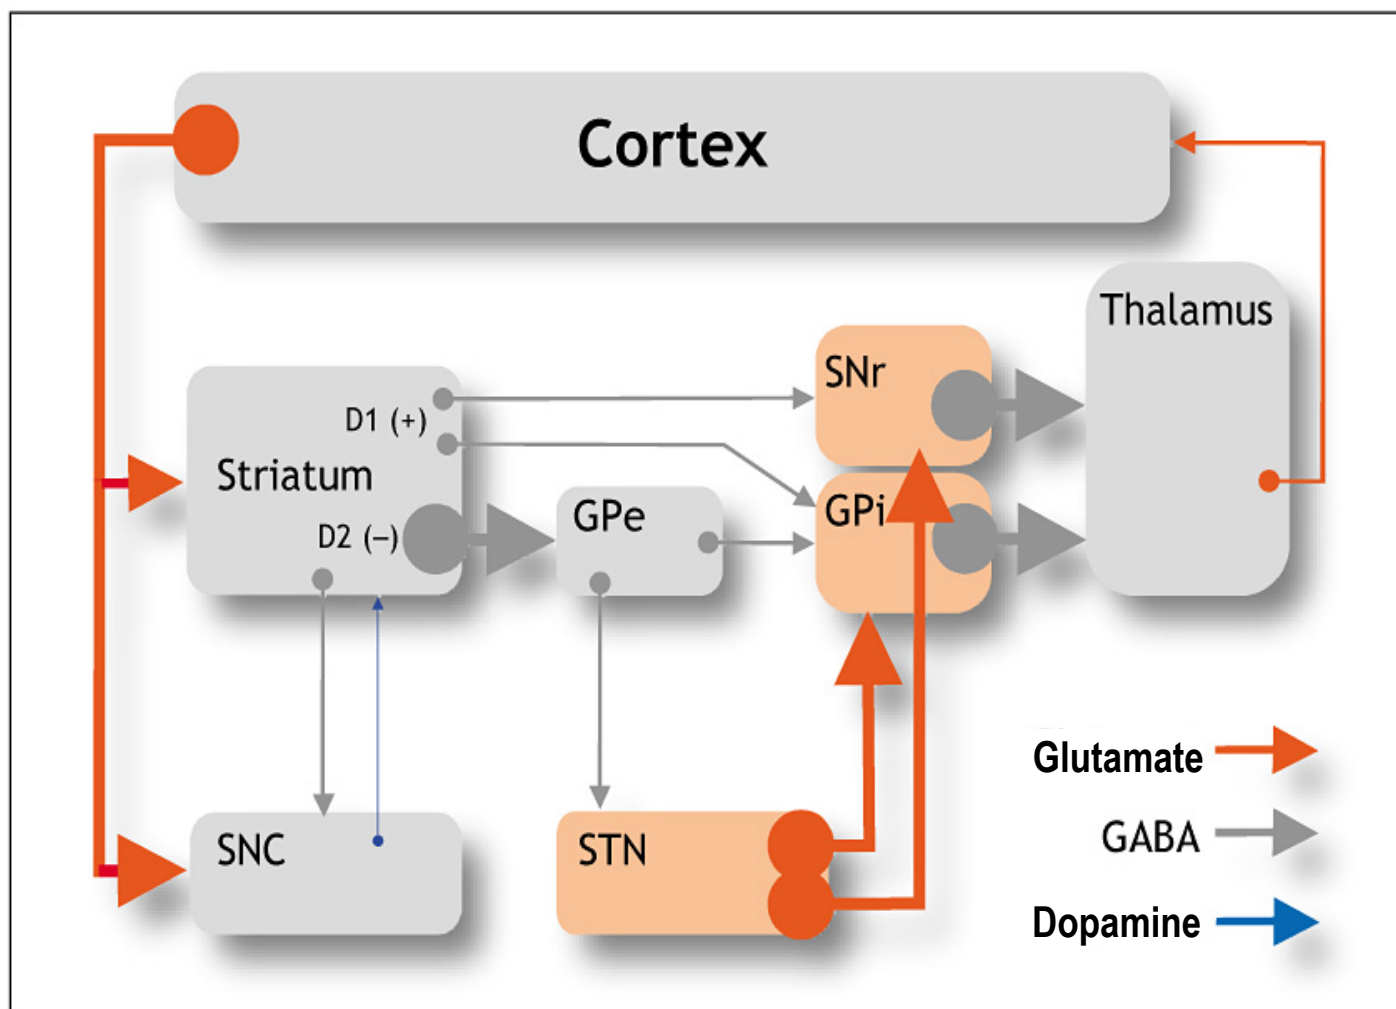 Cortex
Thalamus
SNr
D1 (+)
Striatum
GPe
GPi
D2 (–)
SNC
STN
Glutamate
GABA
Dopamine